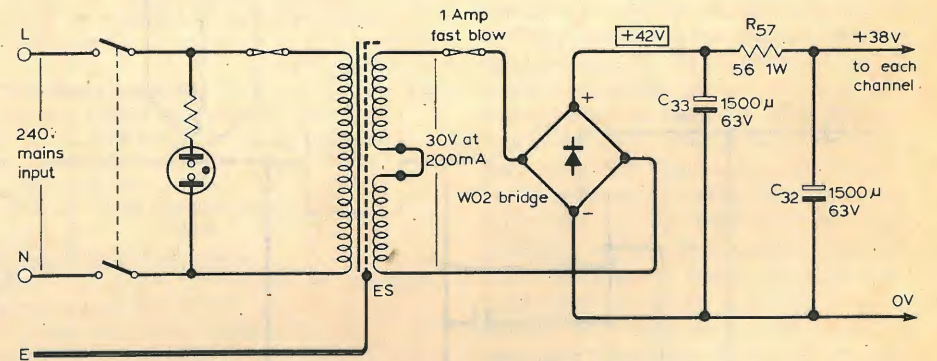 L
N
E
240
mains
input
1 Amp
fast blow
ES
30V at
200mA
+
-
WO2 bridge
+42V
C33
1500μ
63V
R57
56 1W
C32
1500μ
63V
+38V
to each
channel
0V